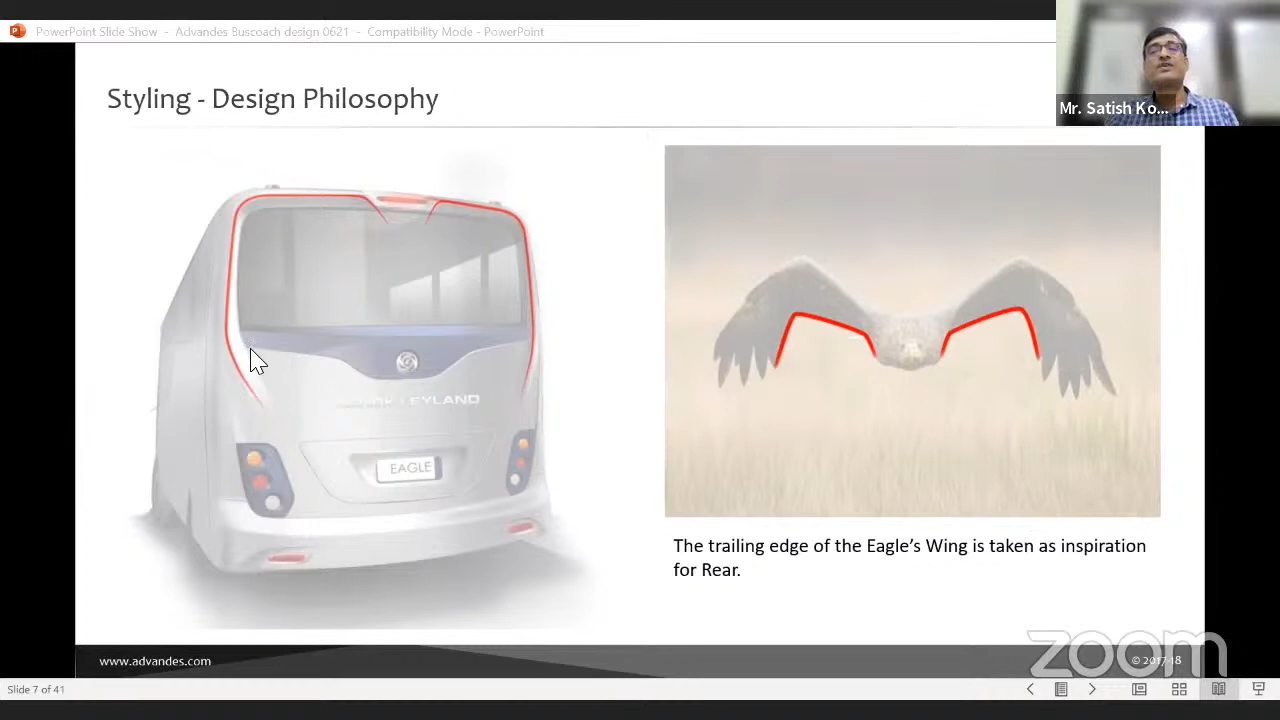 PowerPoint Slide Show - Advandes Buscoach design 0621 - Compatibility Mode - PowerPoint
Mr. Satish Ko...
Styling - Design Philosophy
LEYLAND
EAGLE
The trailing edge of the Eagle's Wing is taken as inspiration
for Rear.
www.advandes.com
© 2017-18
zoom
Slide 7 of 41